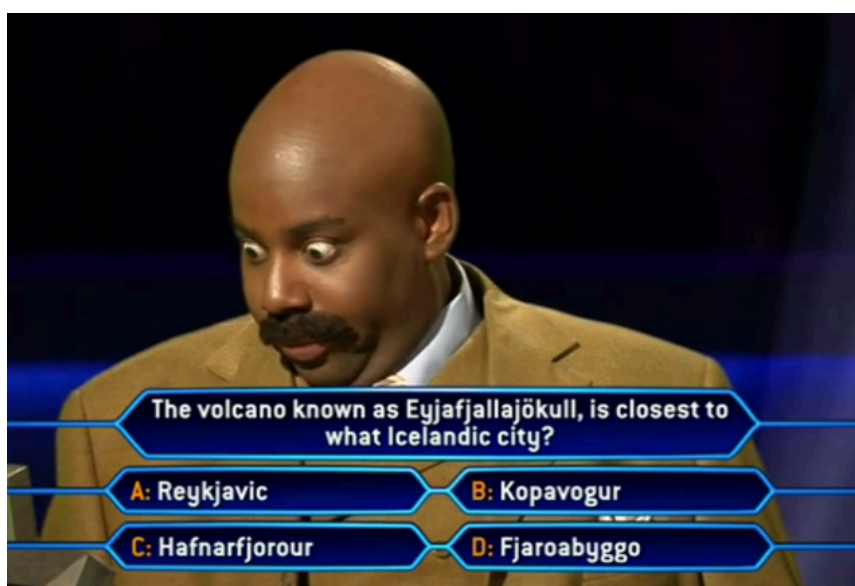 The volcano known as Eyjafjallajökull, is closest to
what Icelandic city?
A: Reykjavic
B: Kopavogur
C: Hafnarfjorour
D: Fjaroabyggo